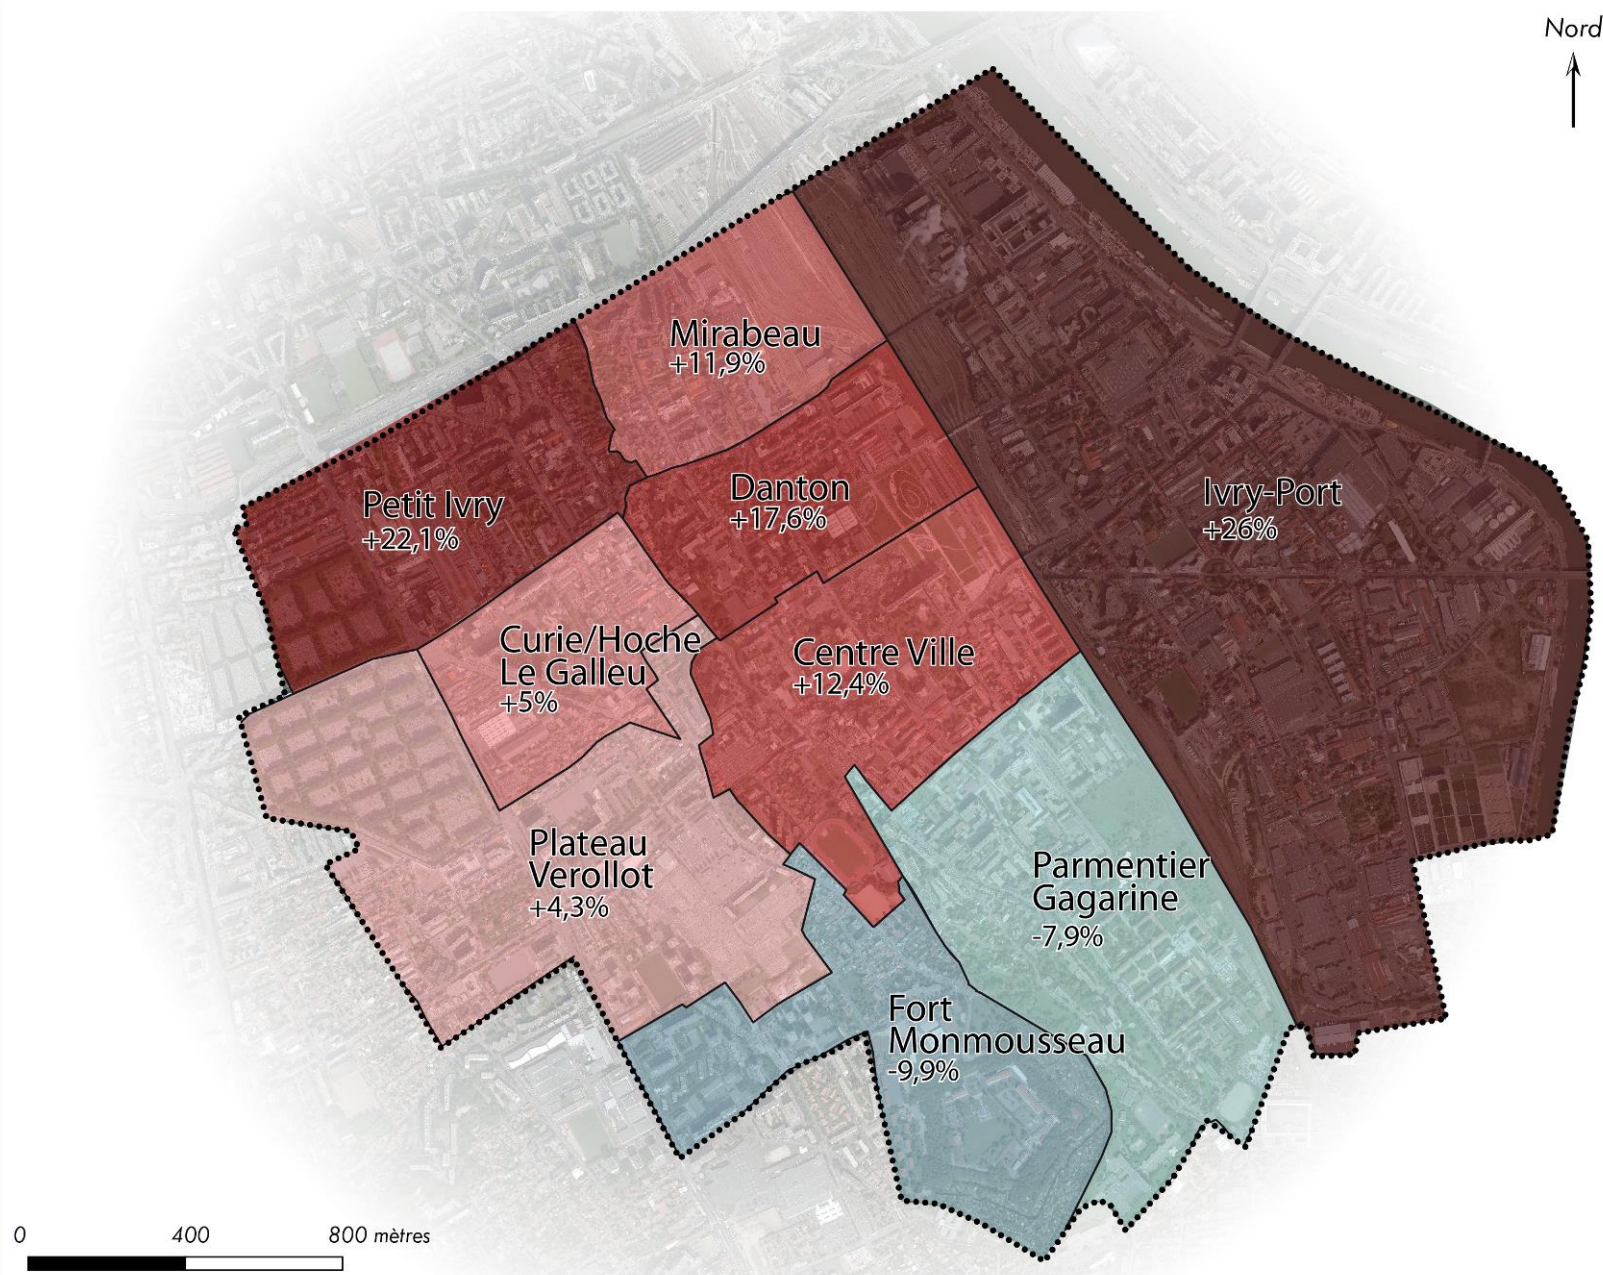 Nord
Mirabeau
+11,9%
Petit Ivry
+22,1%
Danton
+17,6%
Ivry-Port
+26%
Curie/Hoche
Le Galleu
+5%
Centre Ville
+12,4%
Plateau
Verollot
+4,3%
Parmentier
Gagarine
-7,9%
Fort
Monmousseau
-9,9%
0 400 800 mètres